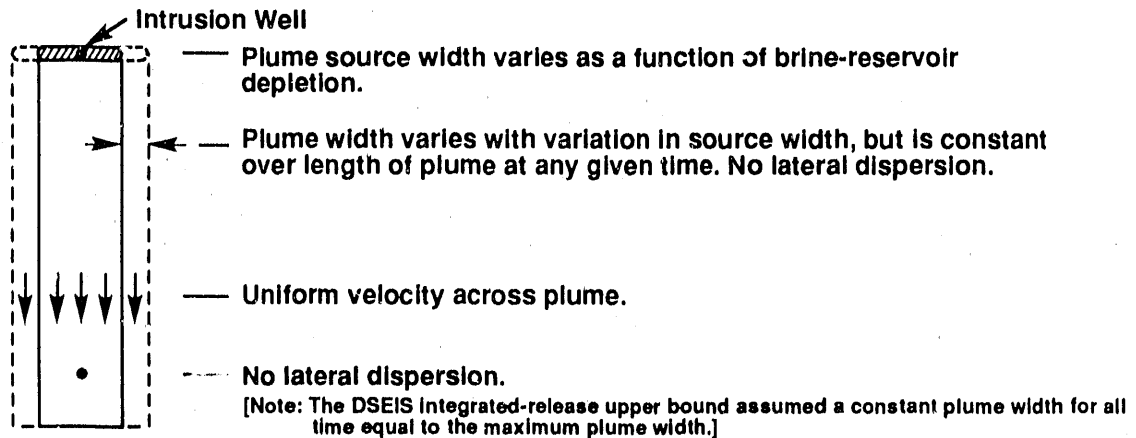 Intrusion Well
Plume source width varies as a function of brine-reservoir
depletion.
Plume width varies with variation in source width, but is constant
over length of plume at any given time. No lateral dispersion.
Uniform velocity across plume.
No lateral dispersion.
[Note: The DSEIS integrated-release upper bound assumed a constant plume width for all
time equal to the maximum plume width.]